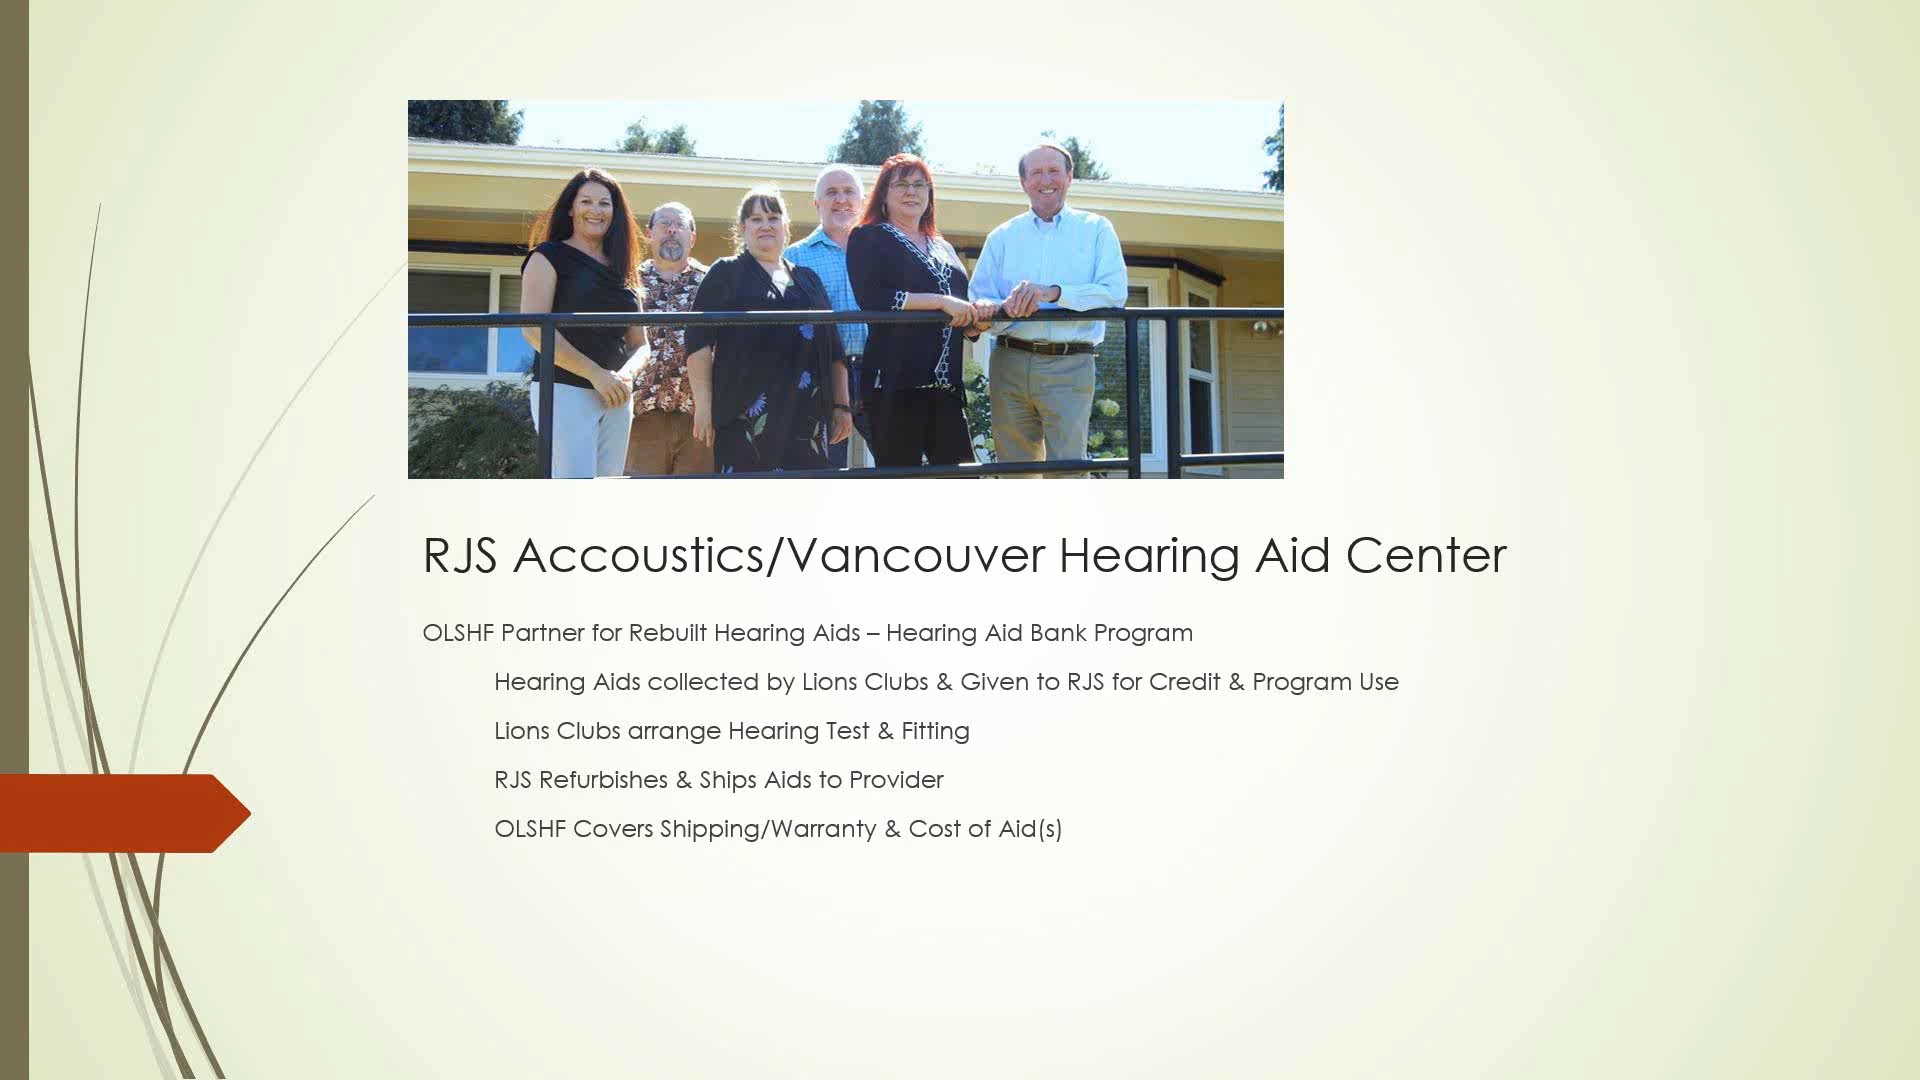 RJS Accoustics/Vancouver Hearing Aid Center
OLSHF Partner for Rebuilt Hearing Aids – Hearing Aid Bank Program
Hearing Aids collected by Lions Clubs & Given to RJS for Credit & Program Use
Lions Clubs arrange Hearing Test & Fitting
RJS Refurbishes & Ships Aids to Provider
OLSHF Covers Shipping/Warranty & Cost of Aid(s)